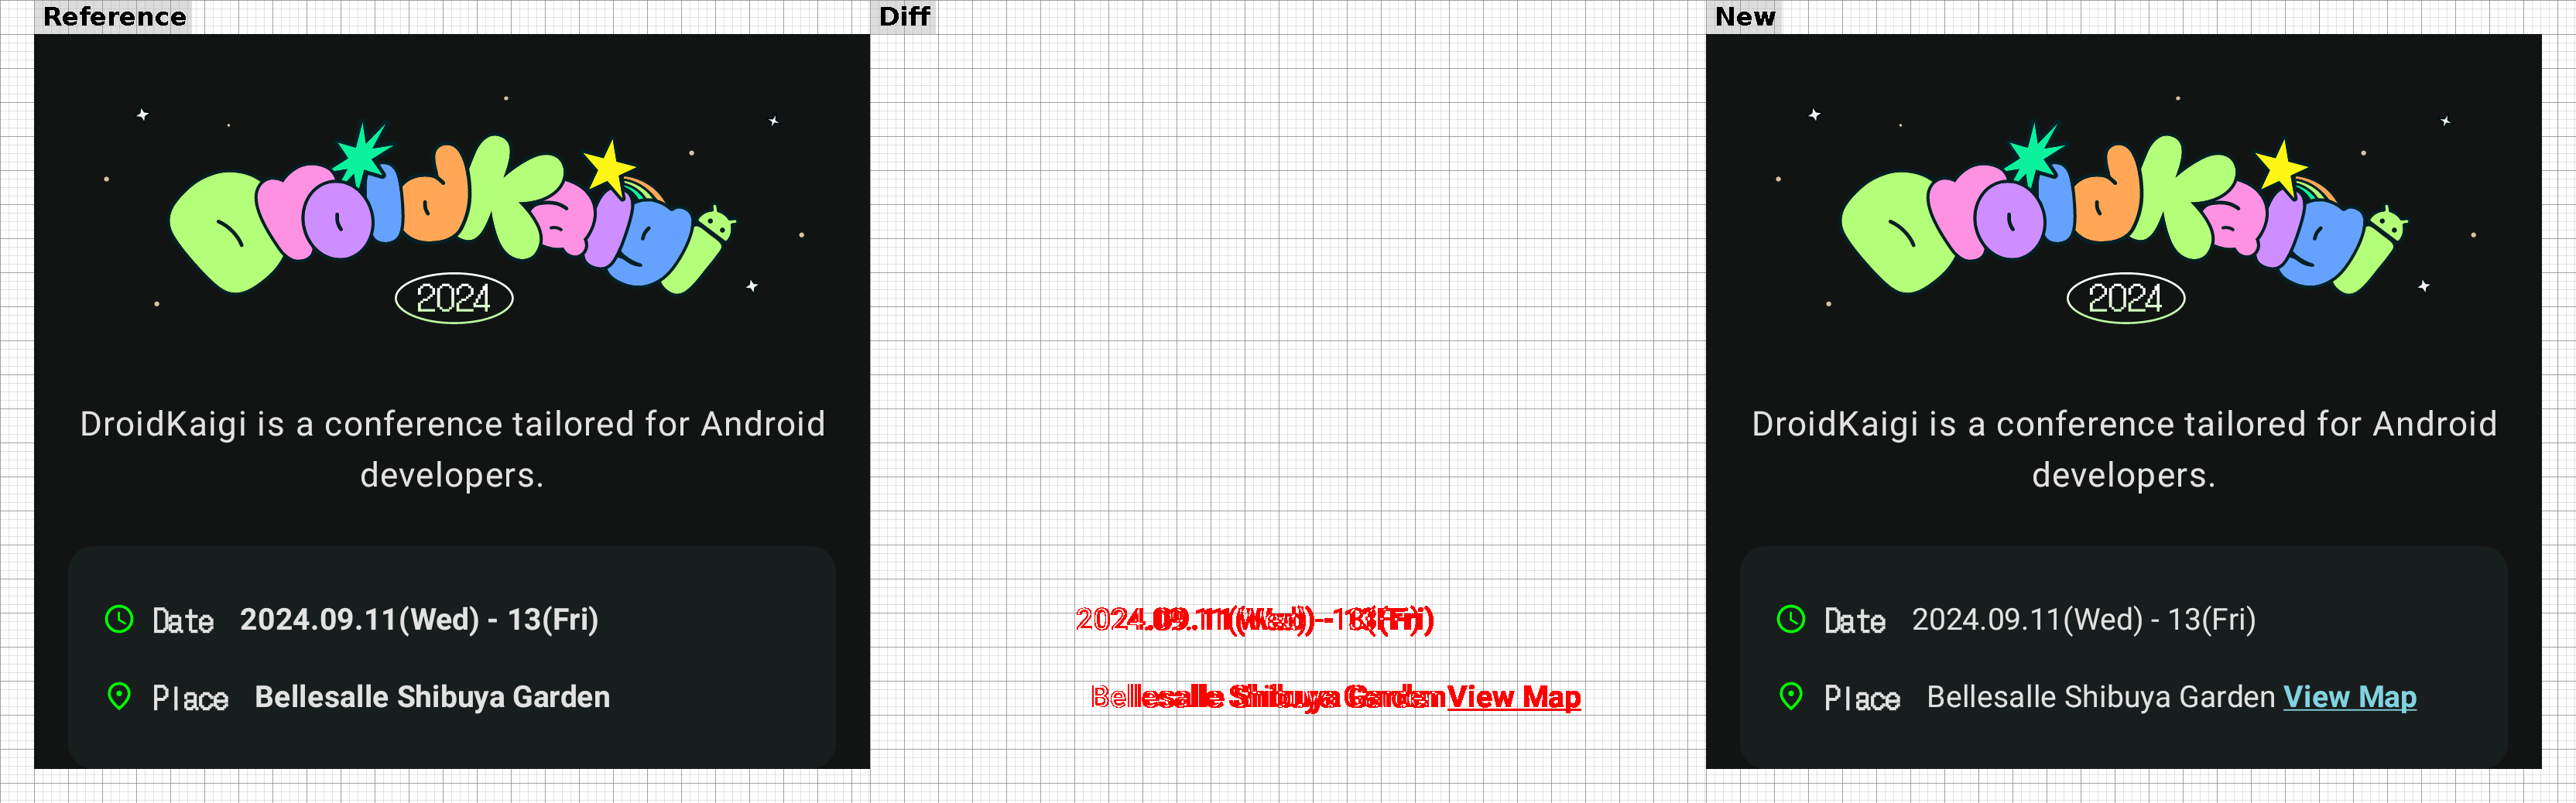 Reference
Diff
New
DroidKaigi
2024
DroidKaigi is a conference tailored for Android
developers.
Date 2024.09.11(Wed) - 13(Fri)
Place Bellesalle Shibuya Garden
2024.09.11(Wed) - 13(Fri)
Bellesalle Shibuya Garden View Map
DroidKaigi
2024
DroidKaigi is a conference tailored for Android
developers.
Date 2024.09.11(Wed) - 13(Fri)
Place Bellesalle Shibuya Garden View Map